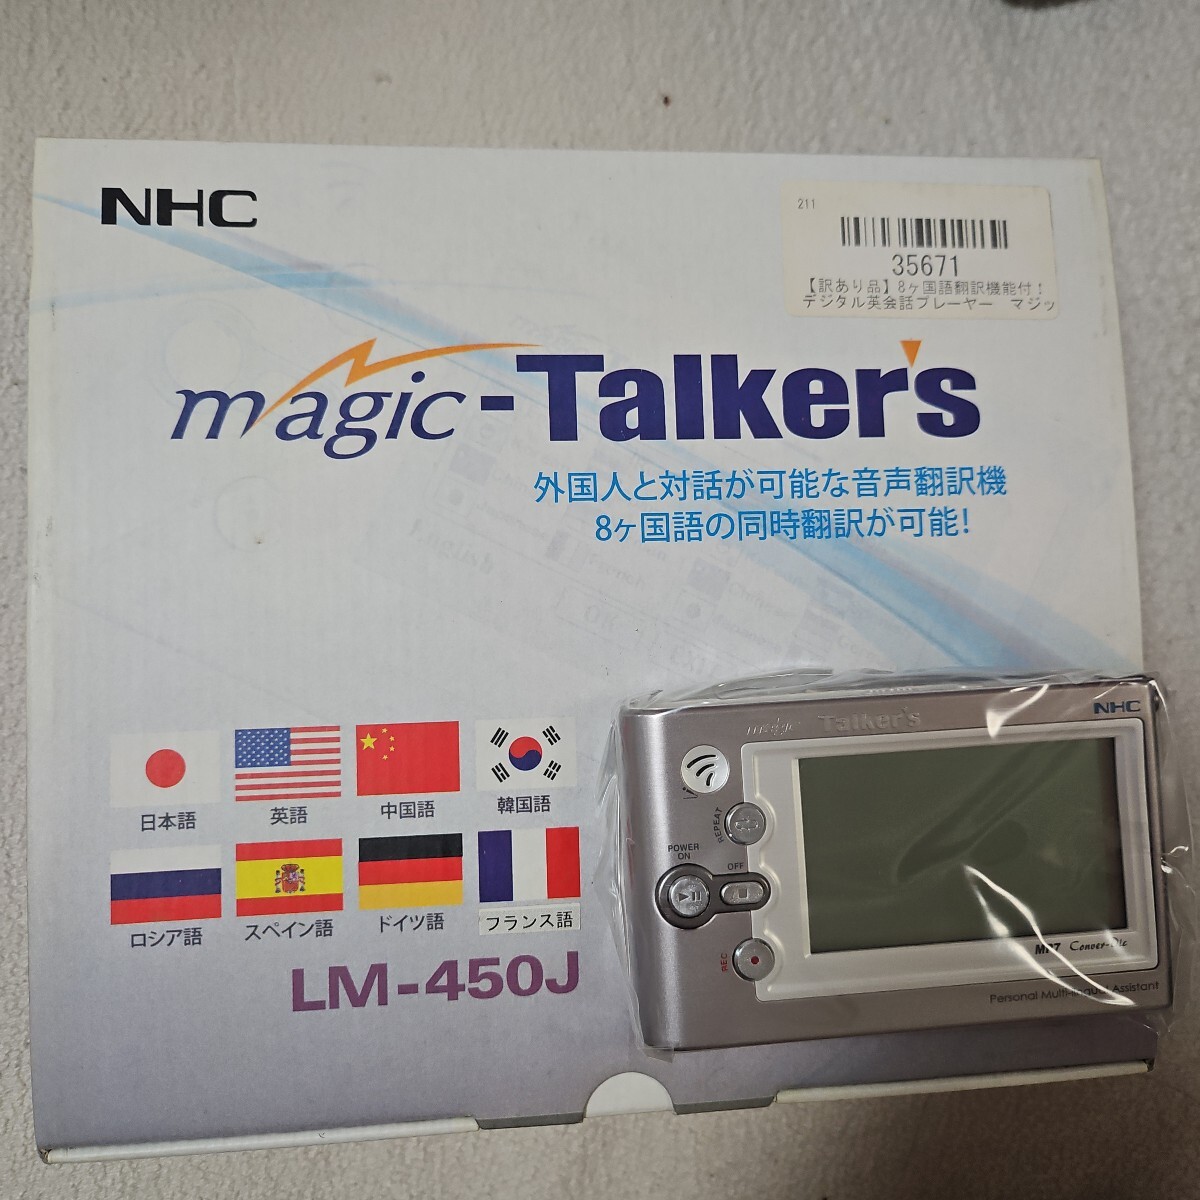 NHC
211
35671
【訳あり品】8ヶ国語翻訳機能付!
デジタル英会話プレーヤー マジッ
magic-Talker's
外国人と対話が可能な音声翻訳機
8ヶ国語の同時翻訳が可能!
日本語 英語 中国語 韓国語
ロシア語 スペイン語 ドイツ語 フランス語
LM-450J
magic Talker's NHC
REPEAT
POWER
ON
OFF
REC
Personal Multi-lingual Assistant